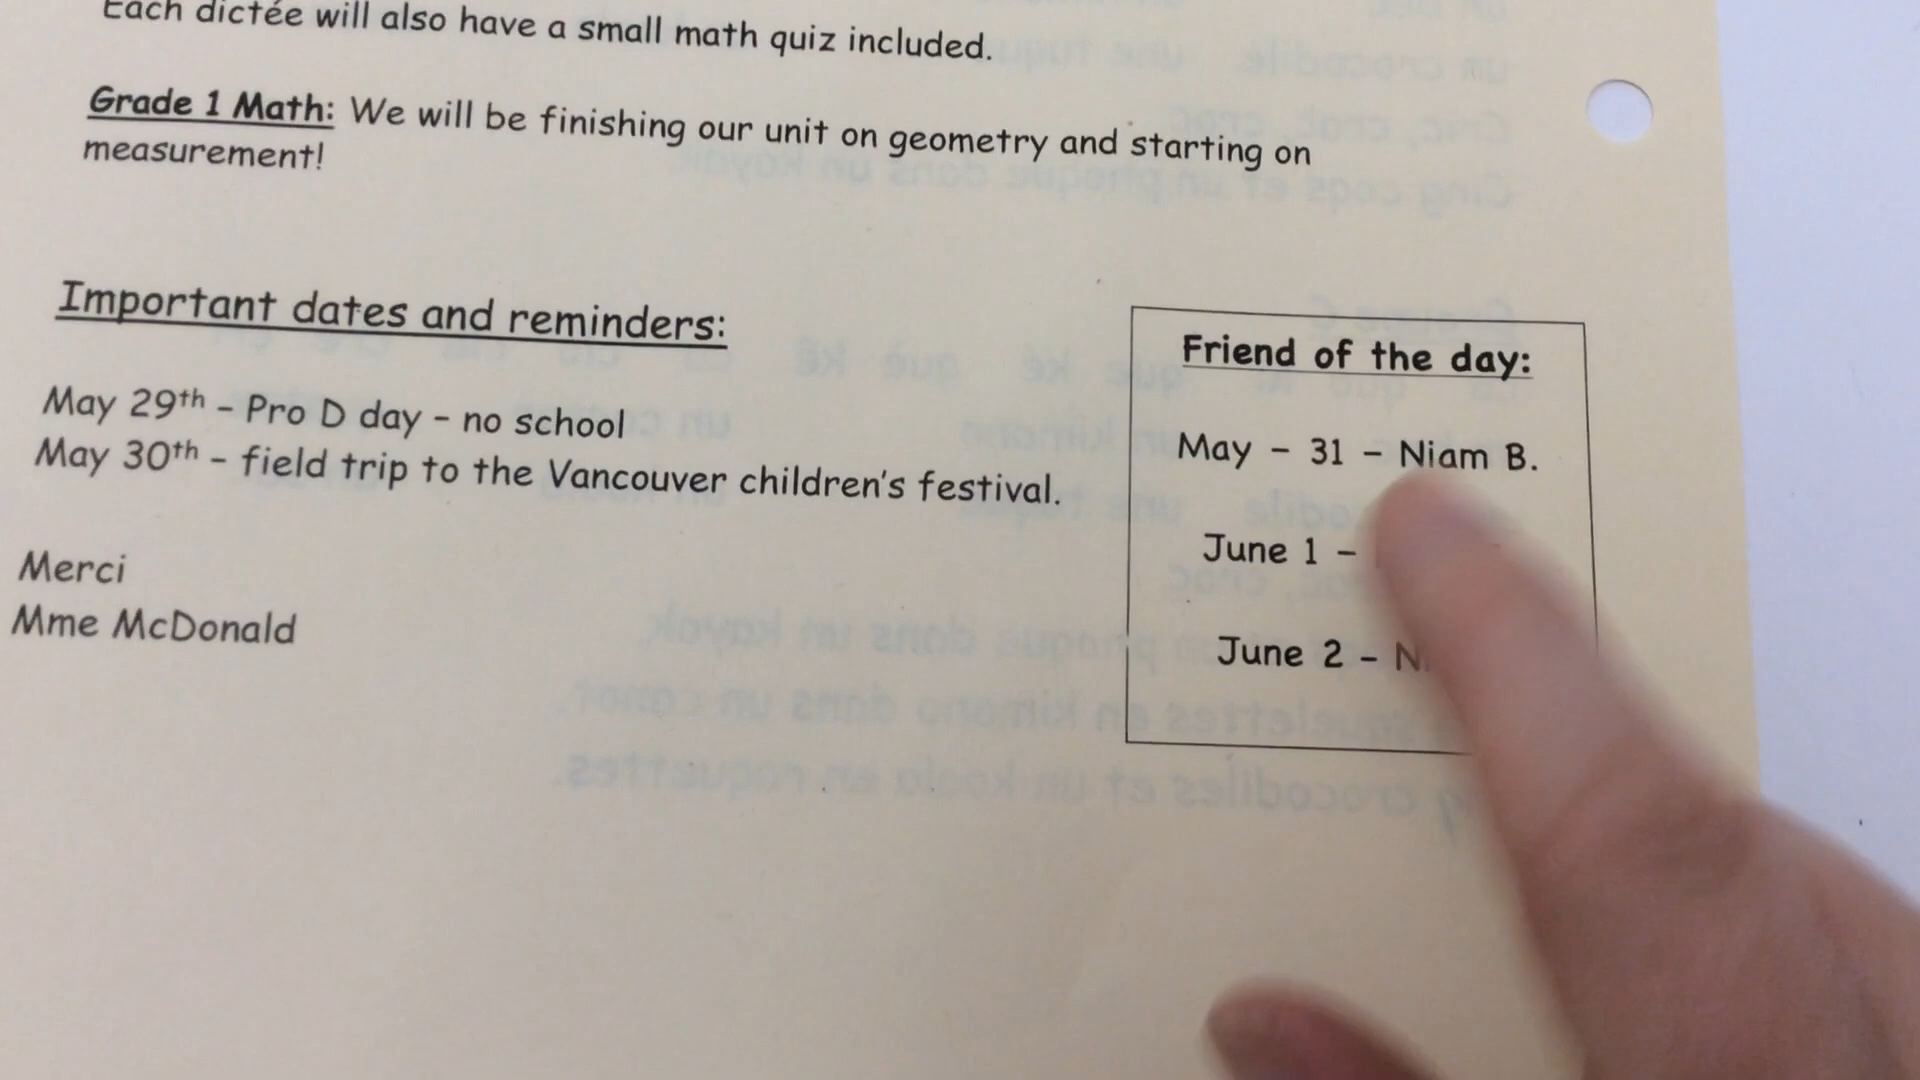 Each dictée will also have a small math quiz included.
Grade 1 Math: We will be finishing our unit on geometry and starting on
measurement!
Important dates and reminders:
May 29th - Pro D day - no school
May 30th - field trip to the Vancouver children's festival.
Merci
Mme McDonald
Friend of the day:
May - 31 - Niam B.
June 1 -
June 2 -